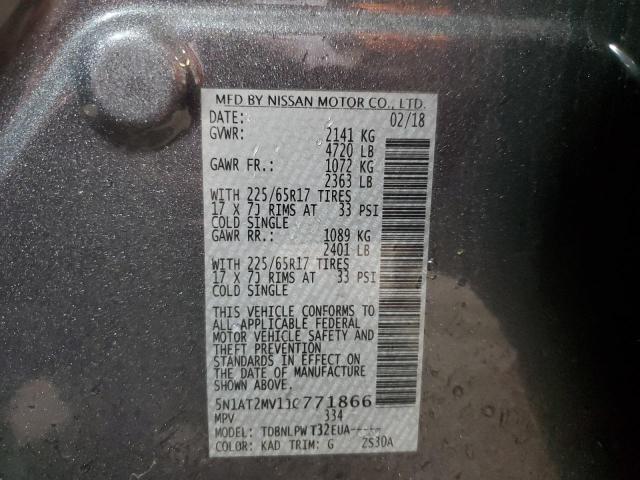 MFD BY NISSAN MOTOR CO., LTD.
DATE: 02/18
GVWR: 2141 KG
4720 LB
GAWR FR.: 1072 KG
2363 LB
WITH 225/65R17 TIRES
17 X 7J RIMS AT 33 PSI
COLD SINGLE
GAWR RR.: 1089 KG
2401 LB
WITH 225/65R17 TIRES
17 X 7J RIMS AT 33 PSI
COLD SINGLE
THIS VEHICLE CONFORMS TO
ALL APPLICABLE FEDERAL
MOTOR VEHICLE SAFETY AND
THEFT PREVENTION
STANDARDS IN EFFECT ON
THE DATE OF MANUFACTURE
SHOWN ABOVE.
5N1AT2MV1JC771866
MPV 334
MODEL: TDBNLPW T32EUA-----
COLOR: KAD TRIM: G 2S3DA